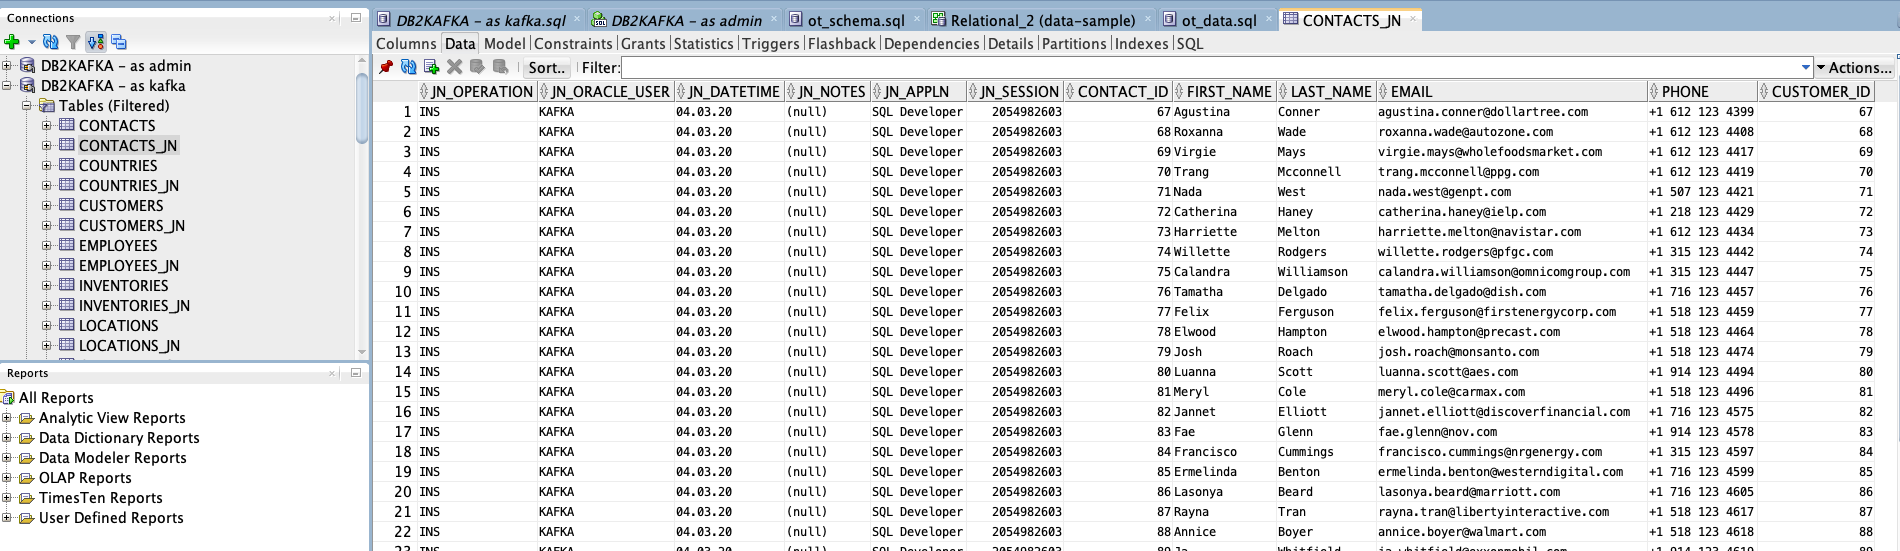 Connections
DB2KAFKA – as admin
DB2KAFKA – as kafka
Tables (Filtered)
CONTACTS
CONTACTS_JN
COUNTRIES
COUNTRIES_JN
CUSTOMERS
CUSTOMERS_JN
EMPLOYEES
EMPLOYEES_JN
INVENTORIES
INVENTORIES_JN
LOCATIONS
LOCATIONS_JN
Reports
All Reports
Analytic View Reports
Data Dictionary Reports
Data Modeler Reports
OLAP Reports
TimesTen Reports
User Defined Reports
DB2KAFKA – as kafka.sql DB2KAFKA – as admin ot_schema.sql Relational_2 (data-sample) ot_data.sql CONTACTS_JN
Columns Data Model Constraints Grants Statistics Triggers Flashback Dependencies Details Partitions Indexes SQL
Sort.. Filter: Actions...
JN_OPERATION JN_ORACLE_USER JN_DATETIME JN_NOTES JN_APPLN JN_SESSION CONTACT_ID FIRST_NAME LAST_NAME EMAIL PHONE CUSTOMER_ID
1 INS KAFKA 04.03.20 (null) SQL Developer 2054982603 67 Agustina Conner agustina.conner@dollartree.com +1 612 123 4399 67
2 INS KAFKA 04.03.20 (null) SQL Developer 2054982603 68 Roxanna Wade roxanna.wade@autozone.com +1 612 123 4408 68
3 INS KAFKA 04.03.20 (null) SQL Developer 2054982603 69 Virgie Mays virgie.mays@wholefoodsmarket.com +1 612 123 4417 69
4 INS KAFKA 04.03.20 (null) SQL Developer 2054982603 70 Trang Mcconnell trang.mcconnell@ppg.com +1 612 123 4419 70
5 INS KAFKA 04.03.20 (null) SQL Developer 2054982603 71 Nada West nada.west@genpt.com +1 507 123 4421 71
6 INS KAFKA 04.03.20 (null) SQL Developer 2054982603 72 Catherina Haney catherina.haney@ielp.com +1 218 123 4429 72
7 INS KAFKA 04.03.20 (null) SQL Developer 2054982603 73 Harriette Melton harriette.melton@navistar.com +1 612 123 4434 73
8 INS KAFKA 04.03.20 (null) SQL Developer 2054982603 74 Willette Rodgers willette.rodgers@pfgc.com +1 315 123 4442 74
9 INS KAFKA 04.03.20 (null) SQL Developer 2054982603 75 Calandra Williamson calandra.williamson@omnicomgroup.com +1 315 123 4447 75
10 INS KAFKA 04.03.20 (null) SQL Developer 2054982603 76 Tamatha Delgado tamatha.delgado@dish.com +1 716 123 4457 76
11 INS KAFKA 04.03.20 (null) SQL Developer 2054982603 77 Felix Ferguson felix.ferguson@firstenergycorp.com +1 518 123 4459 77
12 INS KAFKA 04.03.20 (null) SQL Developer 2054982603 78 Elwood Hampton elwood.hampton@precast.com +1 518 123 4464 78
13 INS KAFKA 04.03.20 (null) SQL Developer 2054982603 79 Josh Roach josh.roach@monsanto.com +1 518 123 4474 79
14 INS KAFKA 04.03.20 (null) SQL Developer 2054982603 80 Luanna Scott luanna.scott@aes.com +1 914 123 4494 80
15 INS KAFKA 04.03.20 (null) SQL Developer 2054982603 81 Meryl Cole meryl.cole@carmax.com +1 518 123 4496 81
16 INS KAFKA 04.03.20 (null) SQL Developer 2054982603 82 Jannet Elliott jannet.elliott@discoverfinancial.com +1 716 123 4575 82
17 INS KAFKA 04.03.20 (null) SQL Developer 2054982603 83 Fae Glenn fae.glenn@nov.com +1 914 123 4578 83
18 INS KAFKA 04.03.20 (null) SQL Developer 2054982603 84 Francisco Cummings francisco.cummings@nrgenergy.com +1 315 123 4597 84
19 INS KAFKA 04.03.20 (null) SQL Developer 2054982603 85 Ermelinda Benton ermelinda.benton@westerndigital.com +1 716 123 4599 85
20 INS KAFKA 04.03.20 (null) SQL Developer 2054982603 86 Lasonya Beard lasonya.beard@marriott.com +1 716 123 4605 86
21 INS KAFKA 04.03.20 (null) SQL Developer 2054982603 87 Rayna Tran rayna.tran@libertyinteractive.com +1 518 123 4617 87
22 INS KAFKA 04.03.20 (null) SQL Developer 2054982603 88 Annice Boyer annice.boyer@walmart.com +1 518 123 4618 88